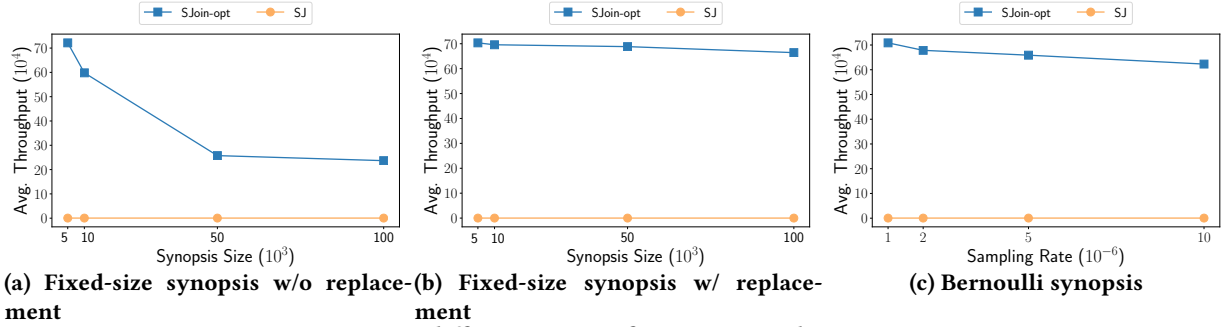 SJoin-opt SJ
Avg. Throughput (10^4)
70
60
50
40
30
20
10
0
5 10 50 100
Synopsis Size (10^3)
(a) Fixed-size synopsis w/o replace-
ment
SJoin-opt SJ
Avg. Throughput (10^4)
70
60
50
40
30
20
10
0
5 10 50 100
Synopsis Size (10^3)
(b) Fixed-size synopsis w/ replace-
ment
SJoin-opt SJ
Avg. Throughput (10^4)
70
60
50
40
30
20
10
0
1 2 5 10
Sampling Rate (10^-6)
(c) Bernoulli synopsis